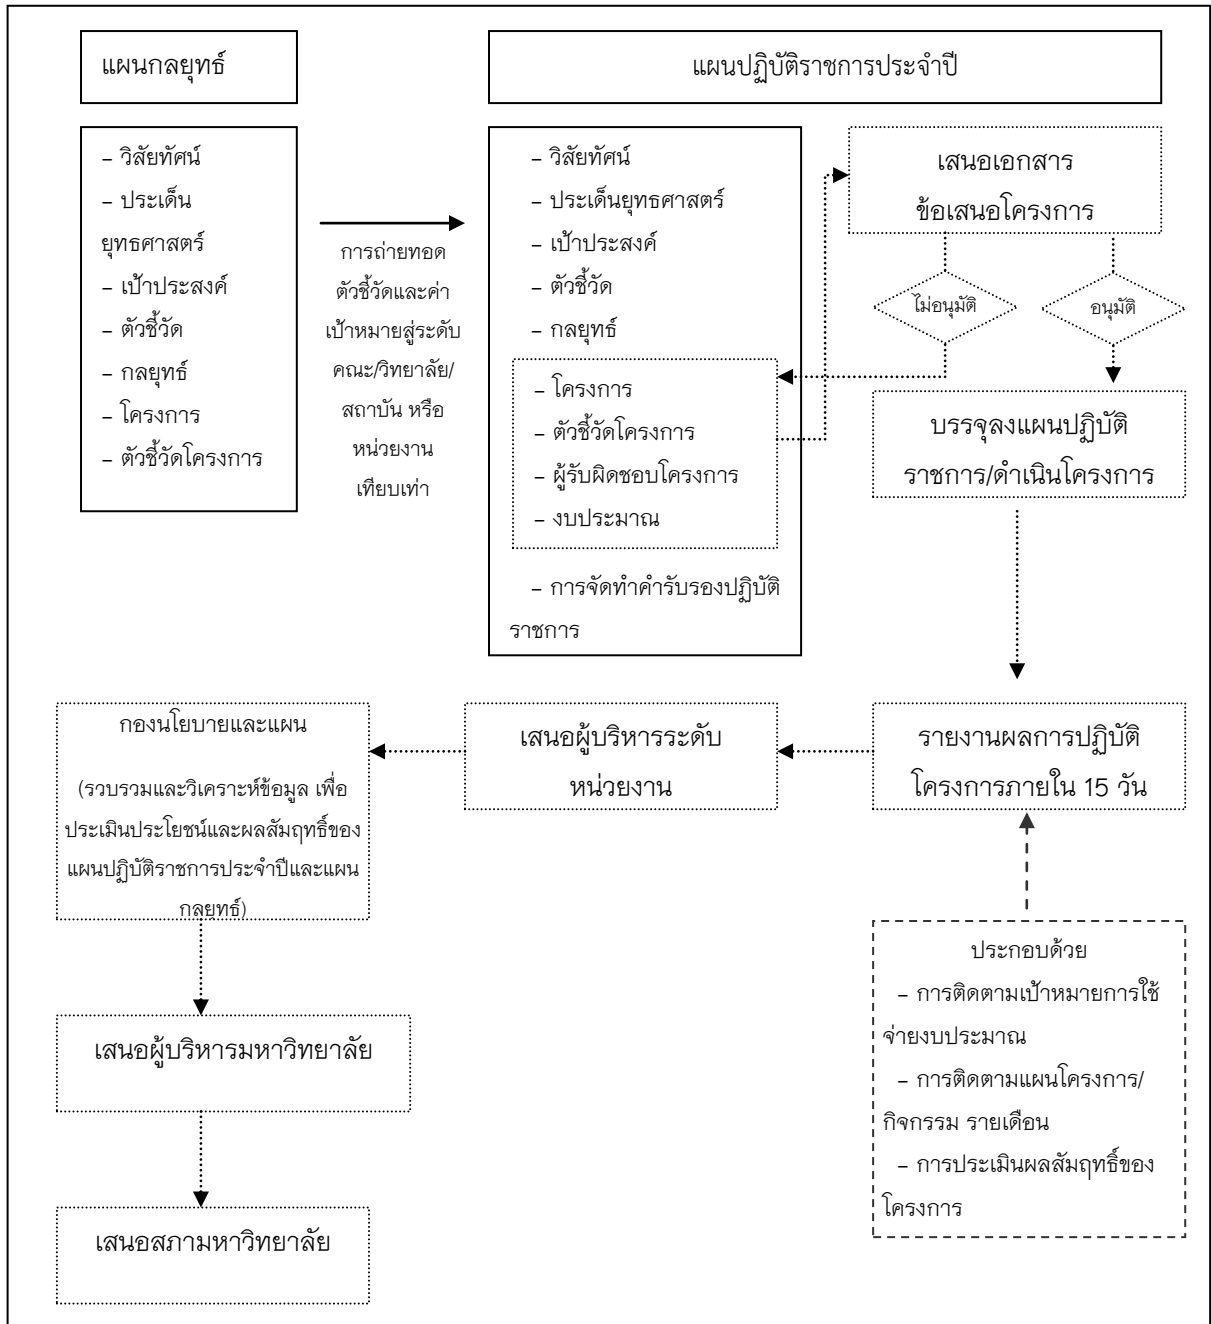 แผนกลยุทธ์
แผนปฏิบัติราชการประจำปี
– วิสัยทัศน์
– ประเด็น
ยุทธศาสตร์
– เป้าประสงค์
– ตัวชี้วัด
– กลยุทธ์
– โครงการ
– ตัวชี้วัดโครงการ
การถ่ายทอด
ตัวชี้วัดและค่า
เป้าหมายสู่ระดับ
คณะ/วิทยาลัย/
สถาบัน หรือ
หน่วยงาน
เทียบเท่า
– วิสัยทัศน์
– ประเด็นยุทธศาสตร์
– เป้าประสงค์
– ตัวชี้วัด
– กลยุทธ์
– โครงการ
– ตัวชี้วัดโครงการ
– ผู้รับผิดชอบโครงการ
– งบประมาณ
– การจัดทำคำรับรองปฏิบัติ
ราชการ
เสนอเอกสาร
ข้อเสนอโครงการ
ไม่อนุมัติ
อนุมัติ
บรรจุลงแผนปฏิบัติ
ราชการ/ดำเนินโครงการ
รายงานผลการปฏิบัติ
โครงการภายใน 15 วัน
เสนอผู้บริหารระดับ
หน่วยงาน
กองนโยบายและแผน
(รวบรวมและวิเคราะห์ข้อมูล เพื่อ
ประเมินประโยชน์และผลสัมฤทธิ์ของ
แผนปฏิบัติราชการประจำปีและแผน
กลยุทธ์)
ประกอบด้วย
– การติดตามเป้าหมายการใช้
จ่ายงบประมาณ
– การติดตามแผนโครงการ/
กิจกรรม รายเดือน
– การประเมินผลสัมฤทธิ์ของ
โครงการ
เสนอผู้บริหารมหาวิทยาลัย
เสนอสภามหาวิทยาลัย